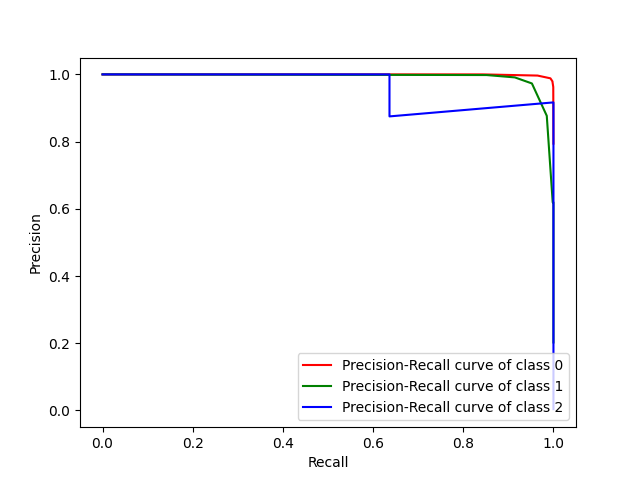 1.0
0.8
0.6
0.4
0.2
0.0
Precision
Precision-Recall curve of class 0
Precision-Recall curve of class 1
Precision-Recall curve of class 2
0.0 0.2 0.4 0.6 0.8 1.0
Recall